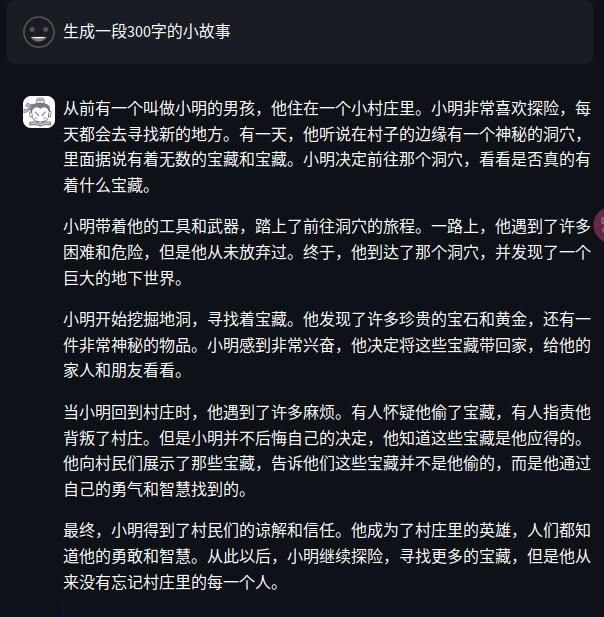 生成一段300字的小故事
从前有一个叫做小明的男孩，他住在一个小村庄里。小明非常喜欢探险，每
天都会去寻找新的地方。有一天，他听说在村子的边缘有一个神秘的洞穴，
里面据说有着无数的宝藏和宝藏。小明决定前往那个洞穴，看看是否真的有
着什么宝藏。
小明带着他的工具和武器，踏上了前往洞穴的旅程。一路上，他遇到了许多
困难和危险，但是他从未放弃过。终于，他到达了那个洞穴，并发现了一个
巨大的地下世界。
小明开始挖掘地洞，寻找着宝藏。他发现了许多珍贵的宝石和黄金，还有一
件非常神秘的物品。小明感到非常兴奋，他决定将这些宝藏带回家，给他的
家人和朋友看看。
当小明回到村庄时，他遇到了许多麻烦。有人怀疑他偷了宝藏，有人指责他
背叛了村庄。但是小明并不后悔自己的决定，他知道这些宝藏是他应得的。
他向村民们展示了那些宝藏，告诉他们这些宝藏并不是他偷的，而是他通过
自己的勇气和智慧找到的。
最终，小明得到了村民们的谅解和信任。他成为了村庄里的英雄，人们都知
道他的勇敢和智慧。从此以后，小明继续探险，寻找更多的宝藏，但是他从
来没有忘记村庄里的每一个人。